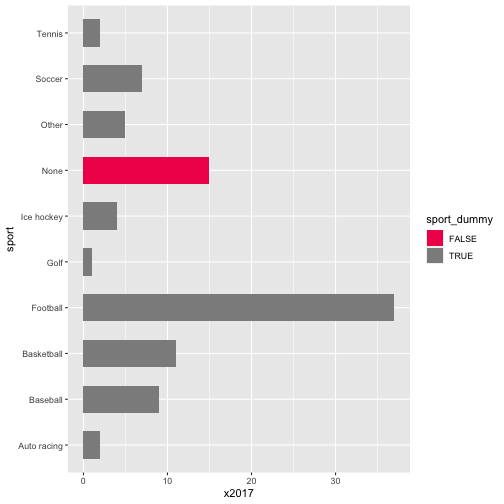 Tennis
Soccer
Other
None
Ice hockey
Golf
Football
Basketball
Baseball
Auto racing
sport
0 10 20 30
x2017
sport_dummy
FALSE
TRUE